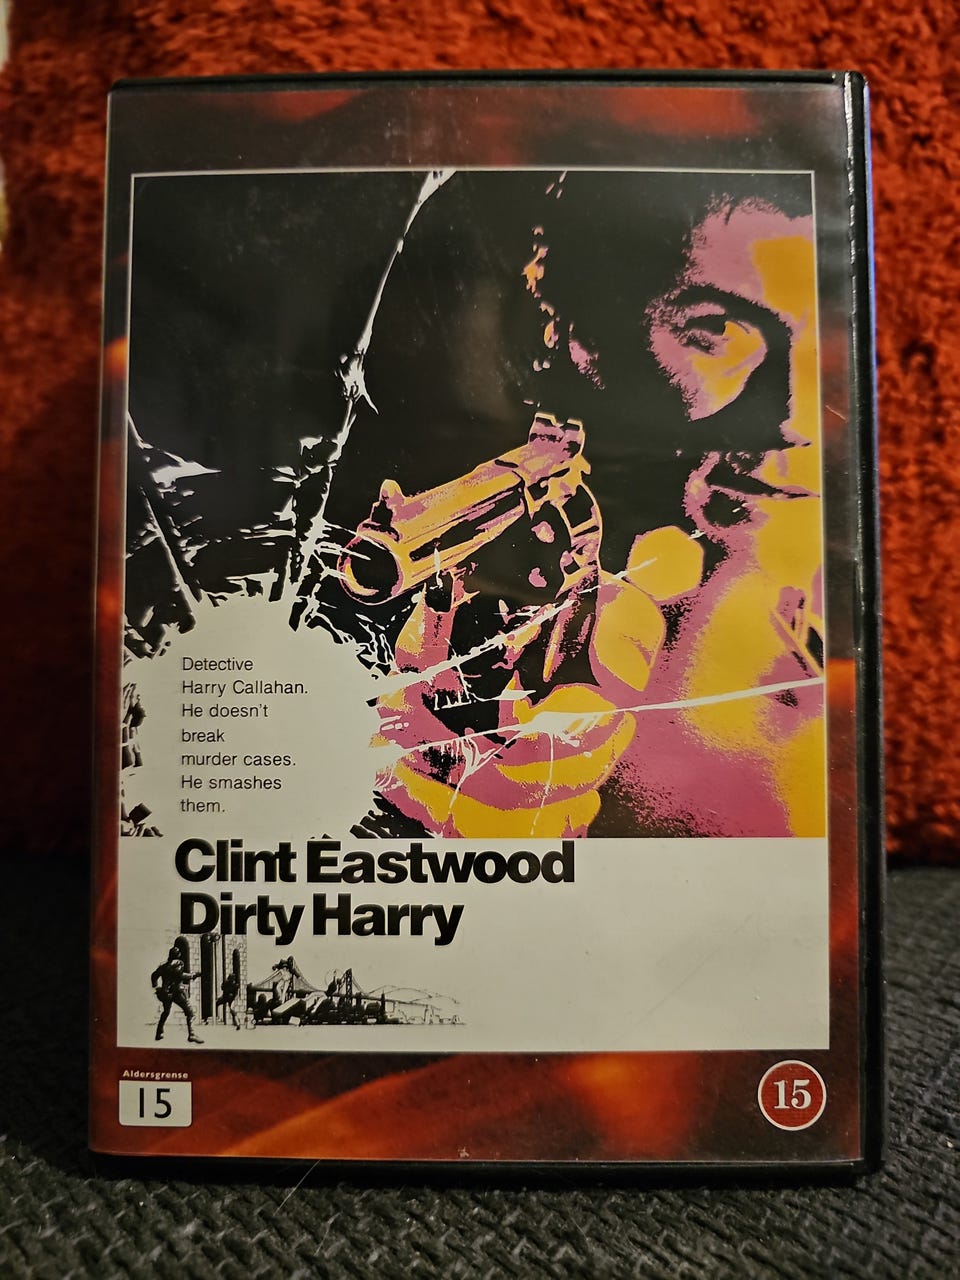 Detective
Harry Callahan.
He doesn't
break
murder cases.
He smashes
them.
Clint Eastwood
Dirty Harry
Aldersgrense
15
15